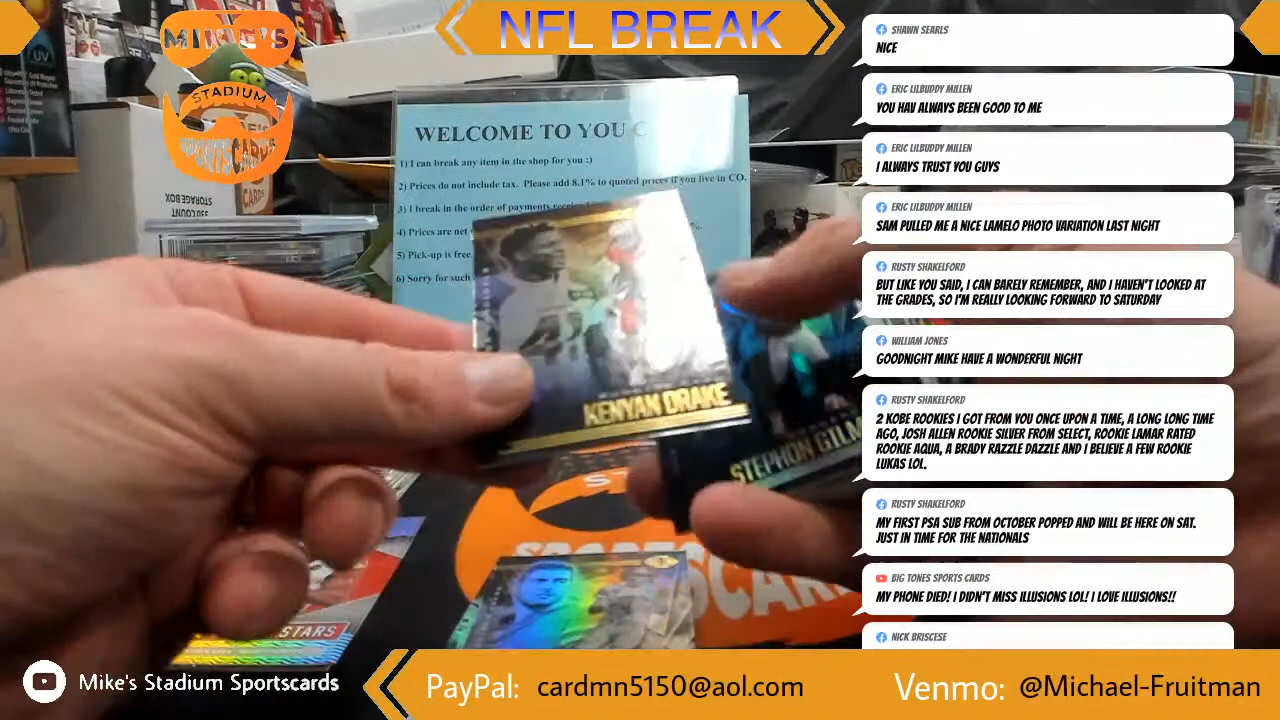 NFL BREAK
MIKE'S
STADIUM
SPORTSCARDS
WELCOME TO YOU
1) I can break any item in the shop for you :)
2) Prices do not include tax. Please add 8.1% to quoted prices if you live in CO.
3) I break in the order of payments
4) Prices are net
5) Pick-up is free
6) Sorry for such
350 COUNT
STORAGE BOX
KENYAN DRAKE
STEPHON GILM
STARS
SHAWN SEARLS
NICE
ERIC LILBUDDY MILLEN
YOU HAV ALWAYS BEEN GOOD TO ME
ERIC LILBUDDY MILLEN
I ALWAYS TRUST YOU GUYS
ERIC LILBUDDY MILLEN
SAM PULLED ME A NICE LAMELO PHOTO VARIATION LAST NIGHT
RUSTY SHAKELFORD
BUT LIKE YOU SAID, I CAN BARELY REMEMBER, AND I HAVEN'T LOOKED AT
THE GRADES, SO I'M REALLY LOOKING FORWARD TO SATURDAY
WILLIAM JONES
GOODNIGHT MIKE HAVE A WONDERFUL NIGHT
RUSTY SHAKELFORD
2 KOBE ROOKIES I GOT FROM YOU ONCE UPON A TIME, A LONG LONG TIME
AGO, JOSH ALLEN ROOKIE SILVER FROM SELECT, ROOKIE LAMAR RATED
ROOKIE AQUA, A BRADY RAZZLE DAZZLE AND I BELIEVE A FEW ROOKIE
LUKAS LOL.
RUSTY SHAKELFORD
MY FIRST PSA SUB FROM OCTOBER POPPED AND WILL BE HERE ON SAT.
JUST IN TIME FOR THE NATIONALS
BIG TONES SPORTS CARDS
MY PHONE DIED! I DIDN'T MISS ILLUSIONS LOL! I LOVE ILLUSIONS!!
NICK BRISCESE
Mike's Stadium Sportscards
PayPal: cardmn5150@aol.com
Venmo: @Michael-Fruitman